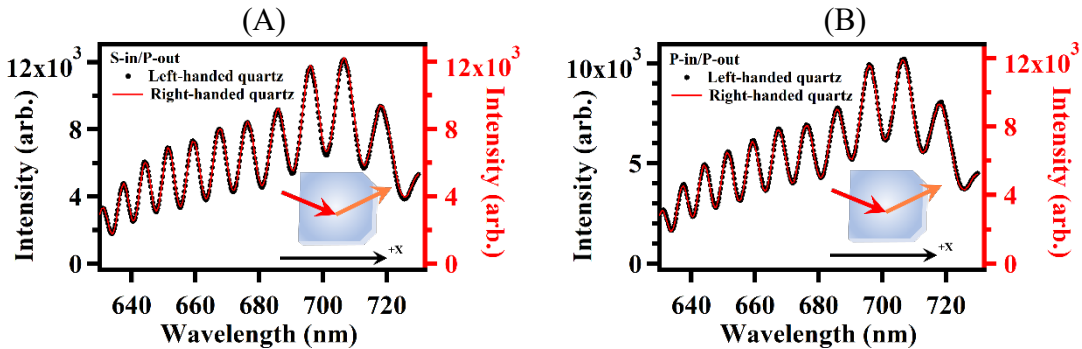 (A)
S-in/P-out
Left-handed quartz
Right-handed quartz
12x10³
8
4
0
Intensity (arb.)
12x10³
8
4
0
Intensity (arb.)
+X
640 660 680 700 720
Wavelength (nm)
(B)
P-in/P-out
Left-handed quartz
Right-handed quartz
10x10³
5
0
Intensity (arb.)
12x10³
8
4
0
Intensity (arb.)
+X
640 660 680 700 720
Wavelength (nm)